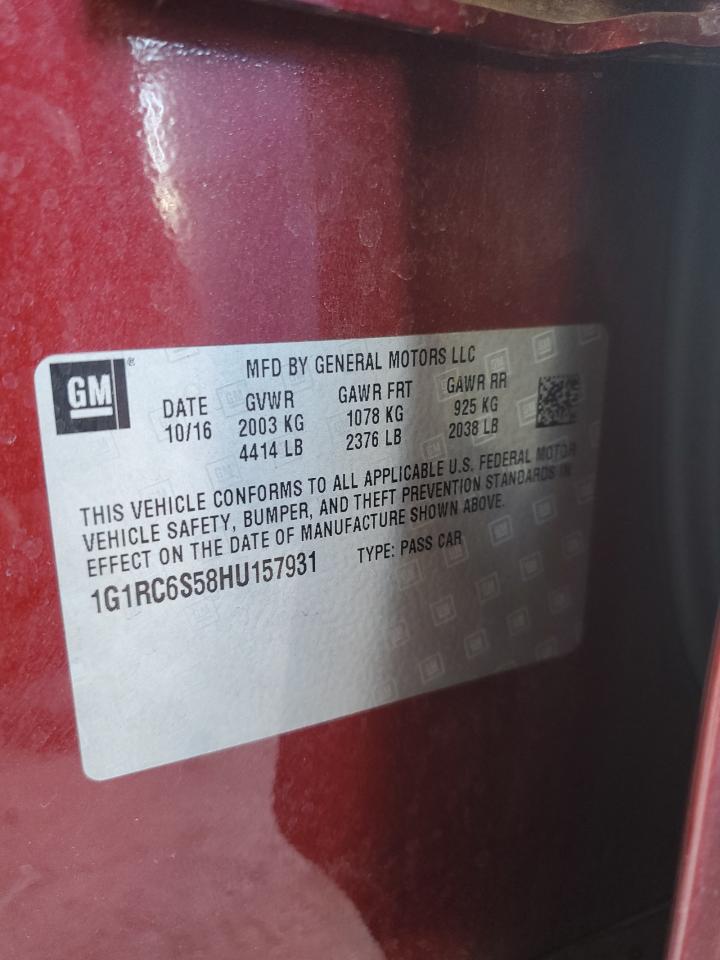 GM
MFD BY GENERAL MOTORS LLC
DATE GVWR GAWR FRT GAWR RR
10/16 2003 KG 1078 KG 925 KG
4414 LB 2376 LB 2038 LB
THIS VEHICLE CONFORMS TO ALL APPLICABLE U.S. FEDERAL MOTOR
VEHICLE SAFETY, BUMPER, AND THEFT PREVENTION STANDARDS IN
EFFECT ON THE DATE OF MANUFACTURE SHOWN ABOVE.
1G1RC6S58HU157931 TYPE: PASS CAR